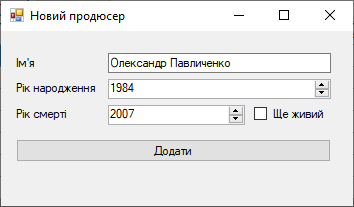 Новий продюсер
Ім'я Олександр Павличенко
Рік народження 1984
Рік смерті 2007 Ще живий
Додати